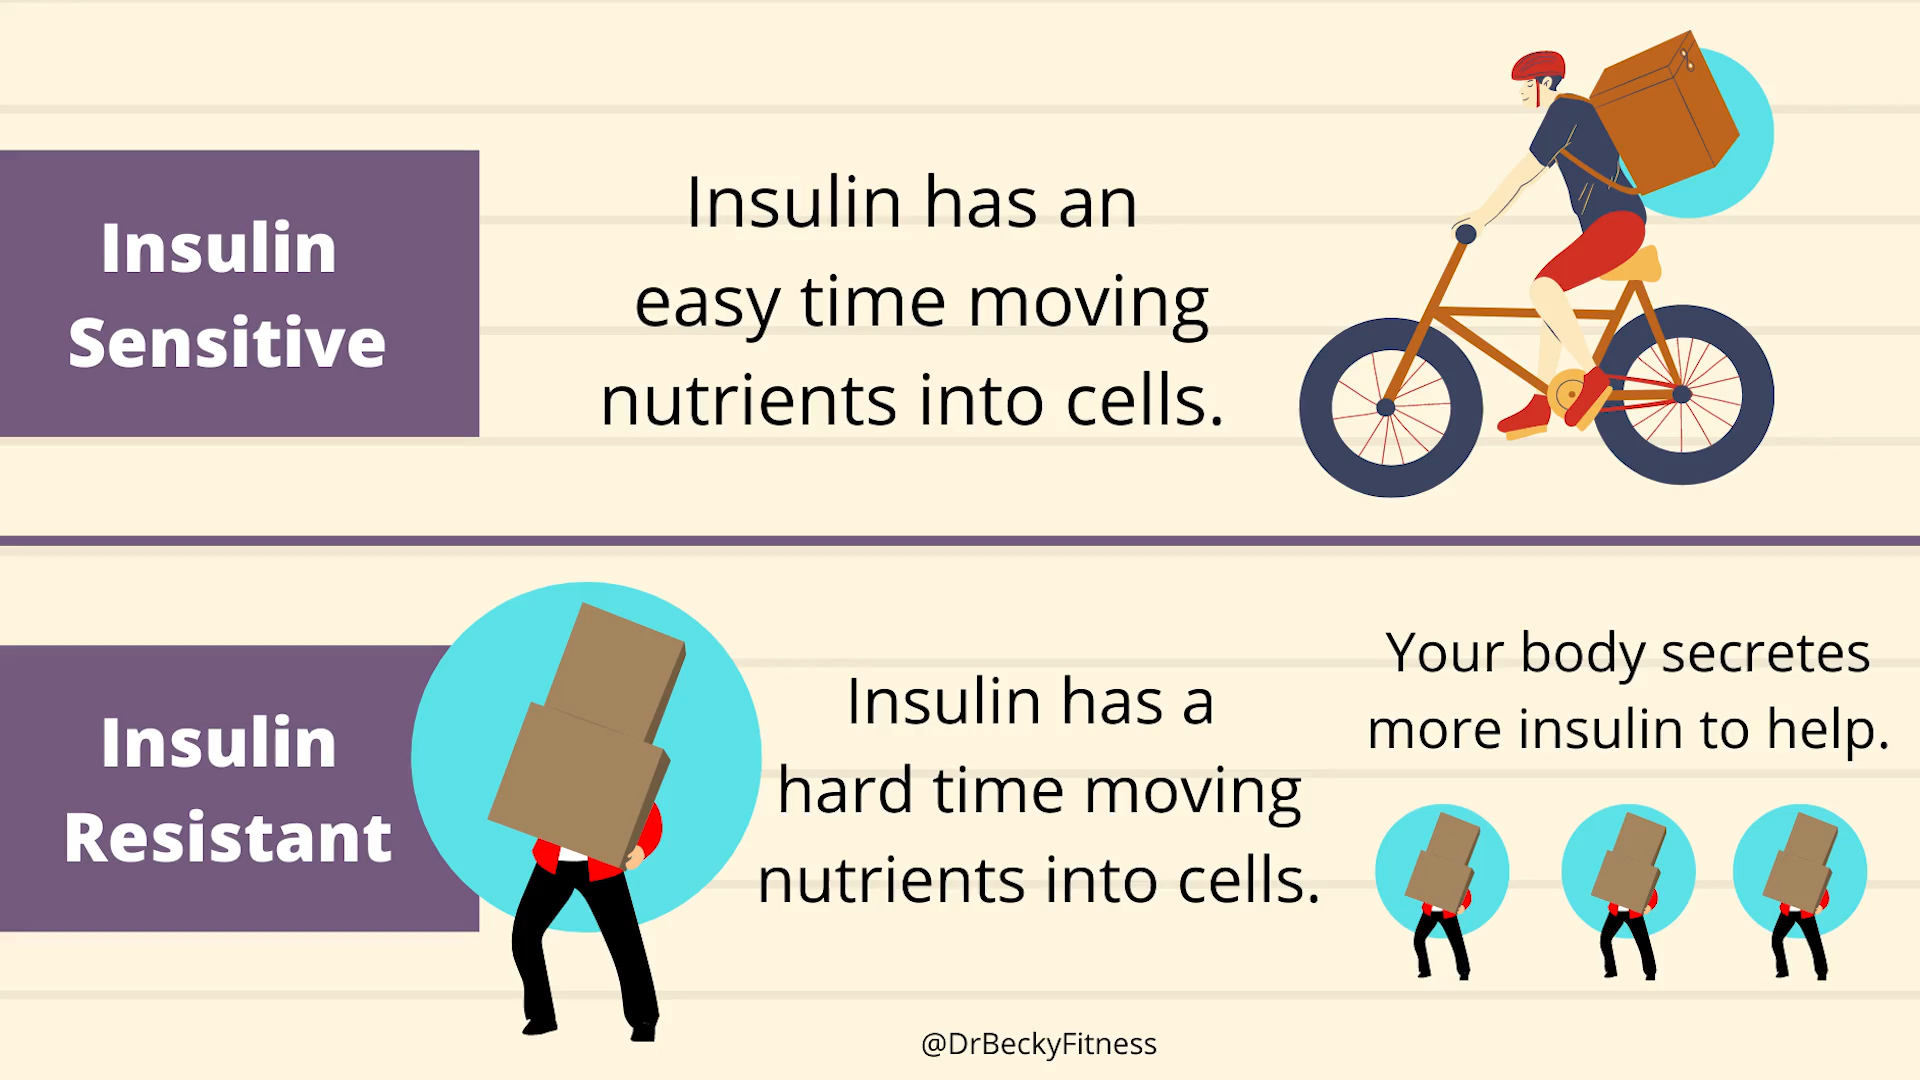 Insulin
Sensitive
Insulin has an
easy time moving
nutrients into cells.
Insulin
Resistant
Insulin has a
hard time moving
nutrients into cells.
Your body secretes
more insulin to help.
@DrBeckyFitness